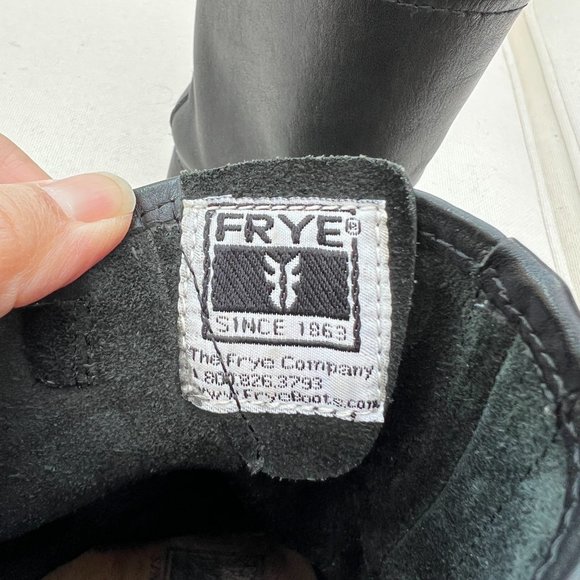 FRYE®
SINCE 1863
The Frye Company
1.800.826.3793
www.FryeBoots.com